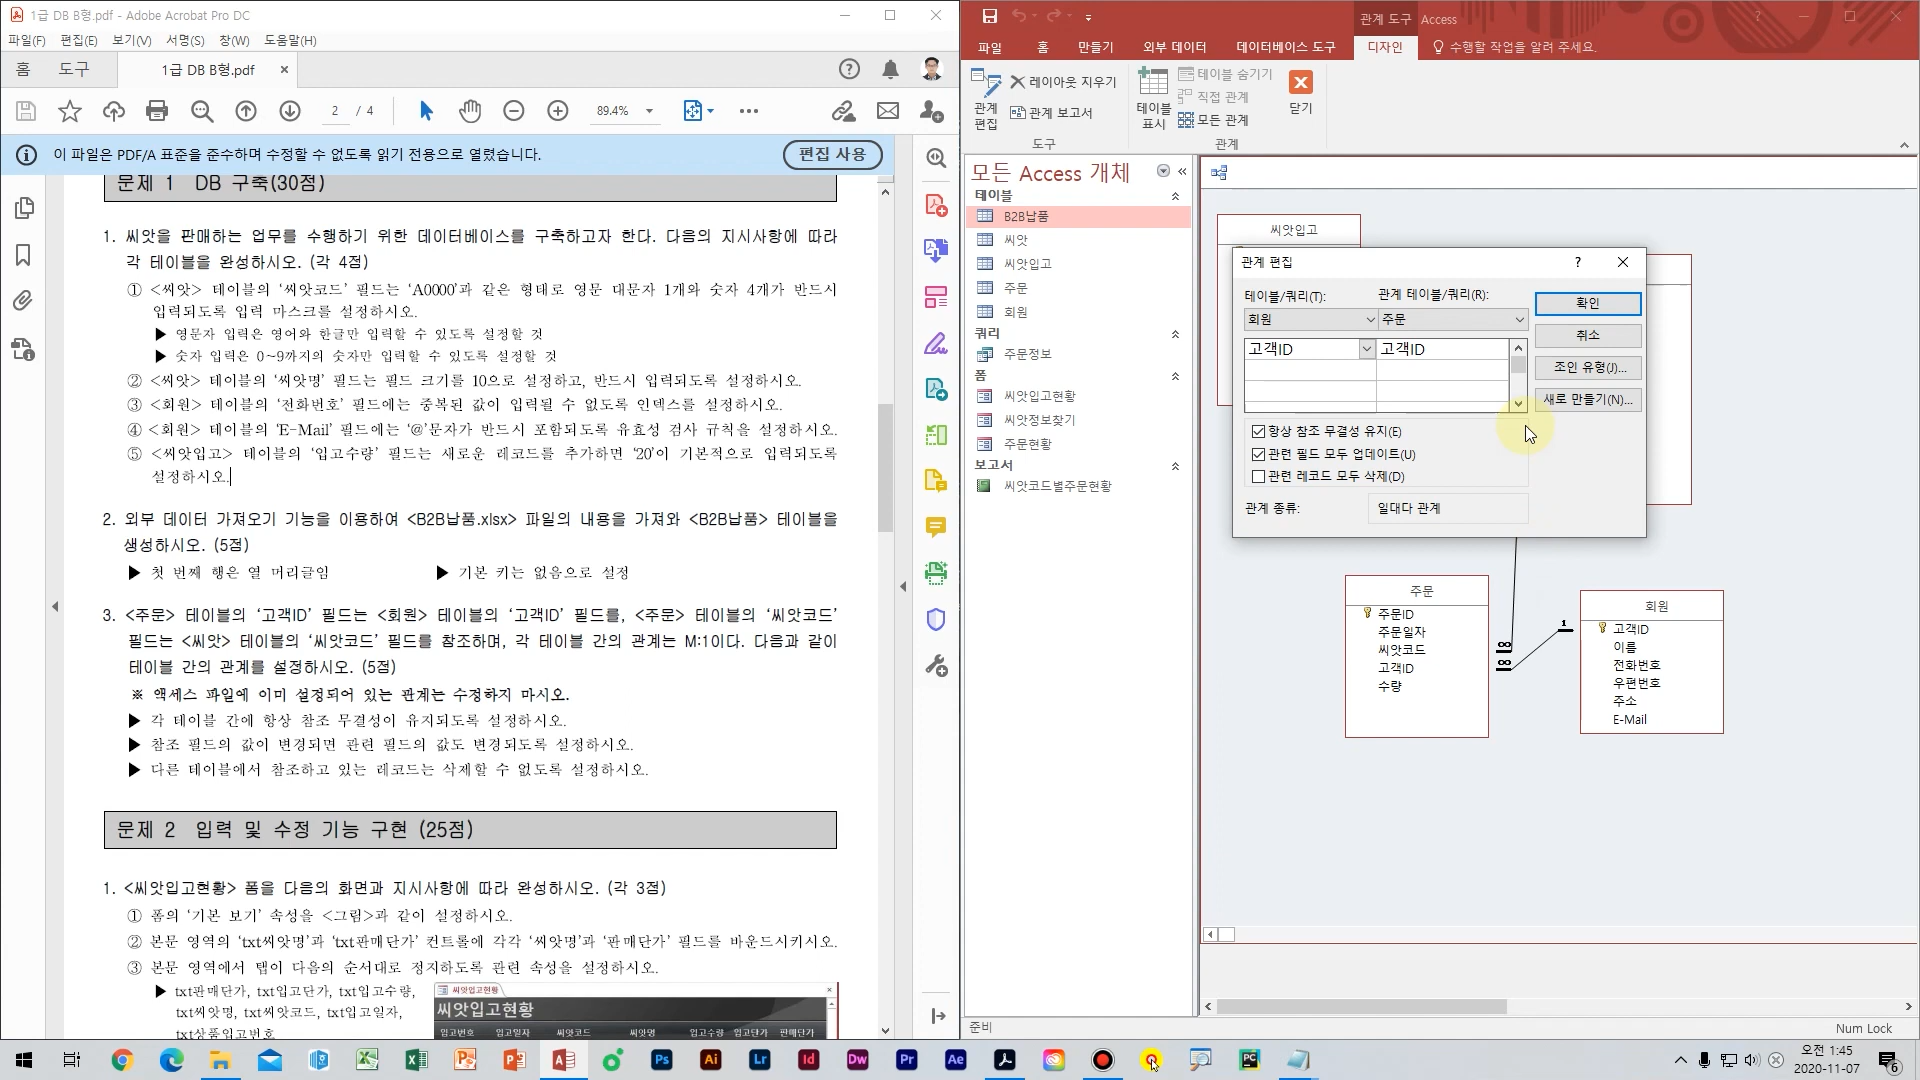 1급 DB B형.pdf - Adobe Acrobat Pro DC
파일(F) 편집(E) 보기(V) 서명(S) 창(W) 도움말(H)
홈 도구 1급 DB B형.pdf ×
2 / 4 89.4%
이 파일은 PDF/A 표준을 준수하며 수정할 수 없도록 읽기 전용으로 열렸습니다. 편집 사용
문제 1 DB 구축(30점)
1. 씨앗을 판매하는 업무를 수행하기 위한 데이터베이스를 구축하고자 한다. 다음의 지시사항에 따라
각 테이블을 완성하시오. (각 4점)
① <씨앗> 테이블의 ‘씨앗코드’ 필드는 ‘A0000’과 같은 형태로 영문 대문자 1개와 숫자 4개가 반드시
입력되도록 입력 마스크를 설정하시오.
▶ 영문자 입력은 영어와 한글만 입력할 수 있도록 설정할 것
▶ 숫자 입력은 0~9까지의 숫자만 입력할 수 있도록 설정할 것
② <씨앗> 테이블의 ‘씨앗명’ 필드는 필드 크기를 10으로 설정하고, 반드시 입력되도록 설정하시오.
③ <회원> 테이블의 ‘전화번호’ 필드에는 중복된 값이 입력될 수 없도록 인덱스를 설정하시오.
④ <회원> 테이블의 ‘E-Mail’ 필드에는 ‘@’문자가 반드시 포함되도록 유효성 검사 규칙을 설정하시오.
⑤ <씨앗입고> 테이블의 ‘입고수량’ 필드는 새로운 레코드를 추가하면 ‘20’이 기본적으로 입력되도록
설정하시오.
2. 외부 데이터 가져오기 기능을 이용하여 <B2B납품.xlsx> 파일의 내용을 가져와 <B2B납품> 테이블을
생성하시오. (5점)
▶ 첫 번째 행은 열 머리글임 ▶ 기본 키는 없음으로 설정
3. <주문> 테이블의 ‘고객ID’ 필드는 <회원> 테이블의 ‘고객ID’ 필드를, <주문> 테이블의 ‘씨앗코드’
필드는 <씨앗> 테이블의 ‘씨앗코드’ 필드를 참조하며, 각 테이블 간의 관계는 M:1이다. 다음과 같이
테이블 간의 관계를 설정하시오. (5점)
※ 액세스 파일에 이미 설정되어 있는 관계는 수정하지 마시오.
▶ 각 테이블 간에 항상 참조 무결성이 유지되도록 설정하시오.
▶ 참조 필드의 값이 변경되면 관련 필드의 값도 변경되도록 설정하시오.
▶ 다른 테이블에서 참조하고 있는 레코드는 삭제할 수 없도록 설정하시오.
문제 2 입력 및 수정 기능 구현 (25점)
1. <씨앗입고현황> 폼을 다음의 화면과 지시사항에 따라 완성하시오. (각 3점)
① 폼의 ‘기본 보기’ 속성을 <그림>과 같이 설정하시오.
② 본문 영역의 ‘txt씨앗명’과 ‘txt판매단가’ 컨트롤에 각각 ‘씨앗명’과 ‘판매단가’ 필드를 바운드시키시오.
③ 본문 영역에서 탭이 다음의 순서대로 정지하도록 관련 속성을 설정하시오.
▶ txt판매단가, txt입고단가, txt입고수량,
txt씨앗명, txt씨앗코드, txt입고일자,
txt상품입고번호
씨앗입고현황
씨앗입고현황
입고번호 입고일자 씨앗코드 씨앗명 입고수량 입고단가 판매단가
관계 도구 Access
파일 홈 만들기 외부 데이터 데이터베이스 도구 디자인 수행할 작업을 알려 주세요.
관계 편집
레이아웃 지우기
관계 보고서
도구
테이블 표시
테이블 숨기기
직접 관계
모든 관계
관계
닫기
모든 Access 개체
테이블
B2B납품
씨앗
씨앗입고
주문
회원
쿼리
주문정보
폼
씨앗입고현황
씨앗정보찾기
주문현황
보고서
씨앗코드별주문현황
씨앗입고
관계 편집 ? ×
테이블/쿼리(T): 관계 테이블/쿼리(R):
회원 주문
고객ID 고객ID
확인
취소
조인 유형(J)...
새로 만들기(N)...
항상 참조 무결성 유지(E)
관련 필드 모두 업데이트(U)
관련 레코드 모두 삭제(D)
관계 종류: 일대다 관계
주문
주문ID
주문일자
씨앗코드
고객ID
수량
∞
∞
1
회원
고객ID
이름
전화번호
우편번호
주소
E-Mail
준비 Num Lock
Ps Ai Lr Id Dw Pr Ae PC
오전 1:45
2020-11-07
6